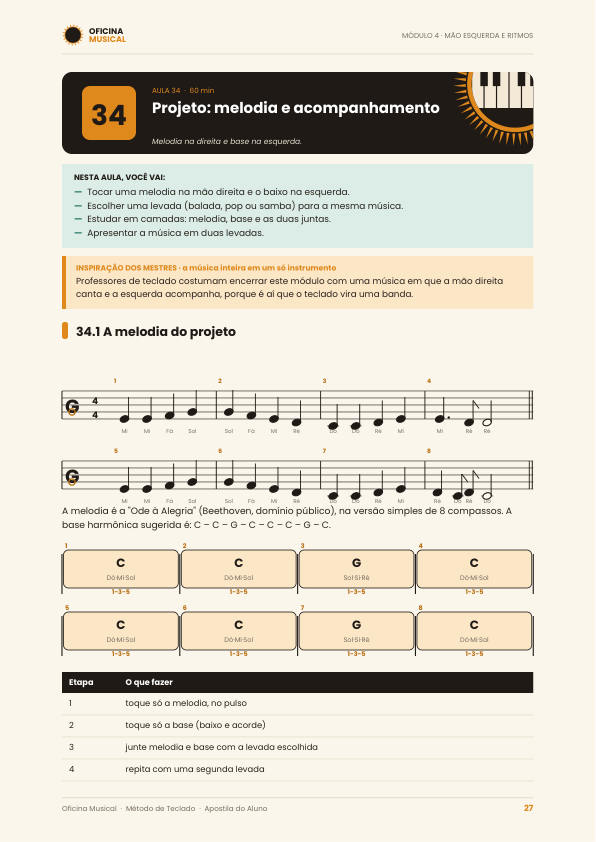 OFICINA
MUSICAL
MÓDULO 4 · MÃO ESQUERDA E RITMOS
34
AULA 34 · 60 min
Projeto: melodia e acompanhamento
Melodia na direita e base na esquerda.
NESTA AULA, VOCÊ VAI:
— Tocar uma melodia na mão direita e o baixo na esquerda.
— Escolher uma levada (balada, pop ou samba) para a mesma música.
— Estudar em camadas: melodia, base e as duas juntas.
— Apresentar a música em duas levadas.
INSPIRAÇÃO DOS MESTRES · a música inteira em um só instrumento
Professores de teclado costumam encerrar este módulo com uma música em que a mão direita
canta e a esquerda acompanha, porque é aí que o teclado vira uma banda.
34.1 A melodia do projeto
1 2 3 4
G 4 4
Mi Mi Fá Sol Sol Fá Mi Ré Dó Dó Ré Mi Mi Ré Ré
5 6 7 8
G
Mi Mi Fá Sol Sol Fá Mi Ré Dó Dó Ré Mi Ré Dó Ré Dó
A melodia é a "Ode à Alegria" (Beethoven, domínio público), na versão simples de 8 compassos. A
base harmônica sugerida é: C – C – G – C – C – C – G – C.
1 2 3 4
C C G C
Dó·Mi·Sol Dó·Mi·Sol Sol·Si·Ré Dó·Mi·Sol
1-3-5 1-3-5 1-3-5 1-3-5
5 6 7 8
C C G C
Dó·Mi·Sol Dó·Mi·Sol Sol·Si·Ré Dó·Mi·Sol
1-3-5 1-3-5 1-3-5 1-3-5
Etapa O que fazer
1 toque só a melodia, no pulso
2 toque só a base (baixo e acorde)
3 junte melodia e base com a levada escolhida
4 repita com uma segunda levada
Oficina Musical · Método de Teclado · Apostila do Aluno
27